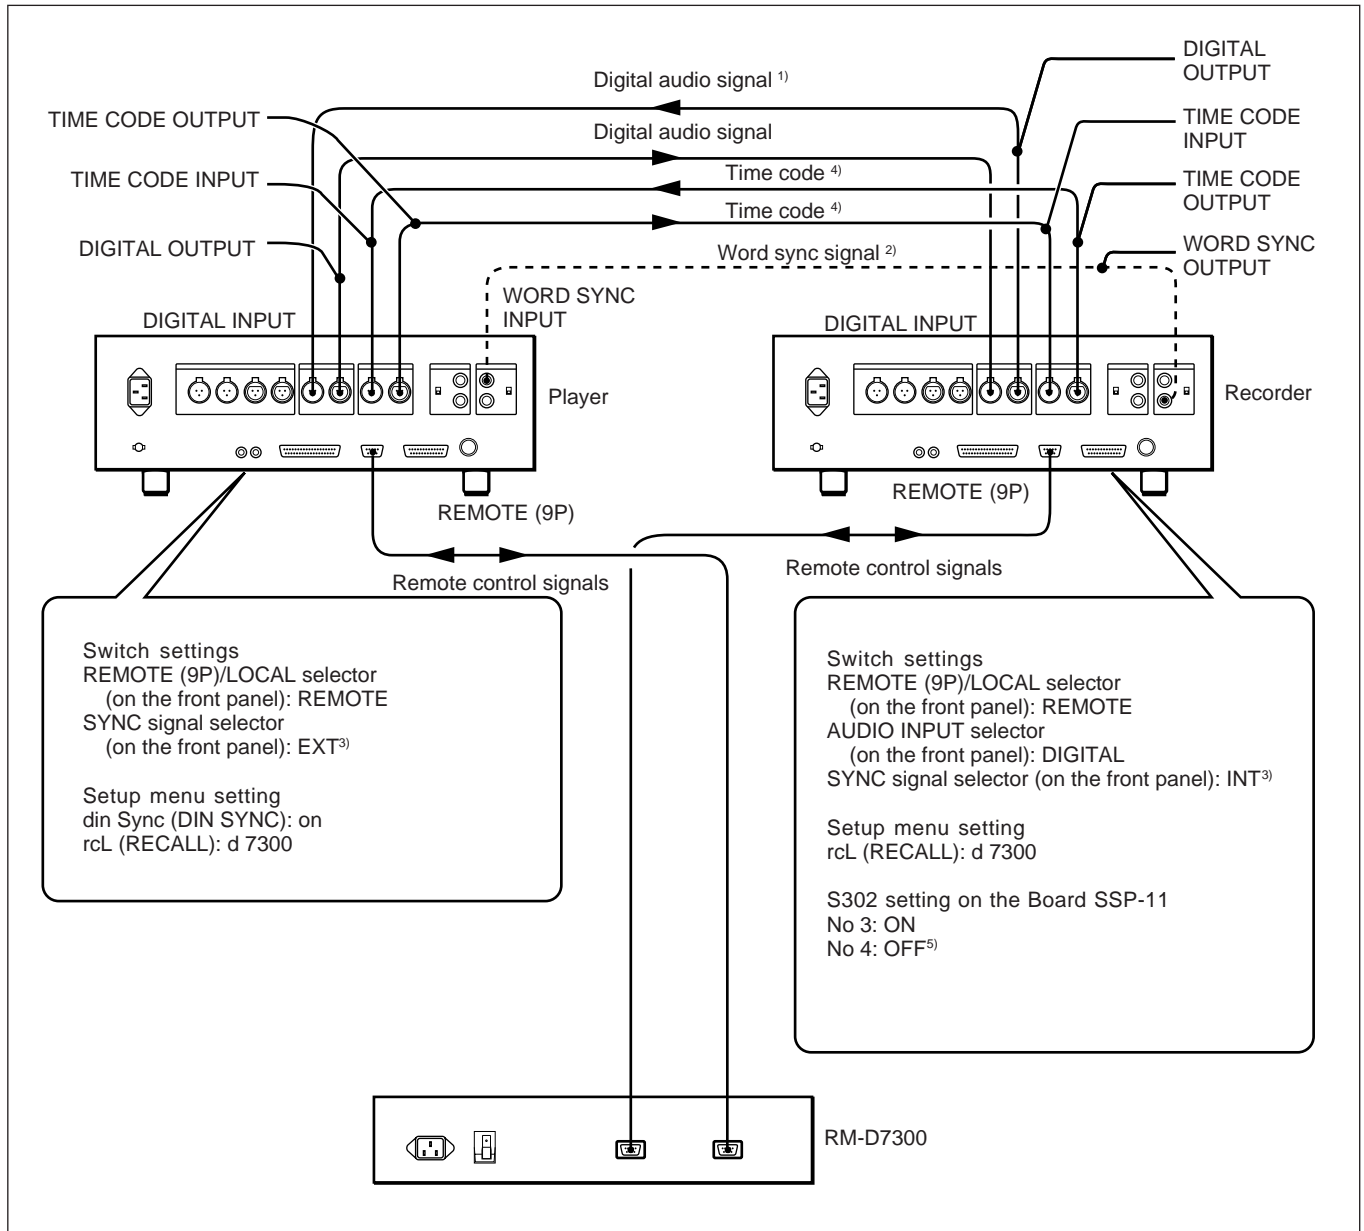 DIGITAL
OUTPUT
Digital audio signal 1)
TIME CODE OUTPUT
Digital audio signal
TIME CODE
INPUT
TIME CODE INPUT
Time code 4)
TIME CODE
OUTPUT
Time code 4)
DIGITAL OUTPUT
Word sync signal 2)
WORD SYNC
OUTPUT
WORD SYNC
INPUT
DIGITAL INPUT
DIGITAL INPUT
Player
Recorder
REMOTE (9P)
REMOTE (9P)
Remote control signals
Remote control signals
Switch settings
REMOTE (9P)/LOCAL selector
(on the front panel): REMOTE
SYNC signal selector
(on the front panel): EXT3)
Setup menu setting
din Sync (DIN SYNC): on
rcL (RECALL): d 7300
Switch settings
REMOTE (9P)/LOCAL selector
(on the front panel): REMOTE
AUDIO INPUT selector
(on the front panel): DIGITAL
SYNC signal selector (on the front panel): INT3)
Setup menu setting
rcL (RECALL): d 7300
S302 setting on the Board SSP-11
No 3: ON
No 4: OFF5)
RM-D7300